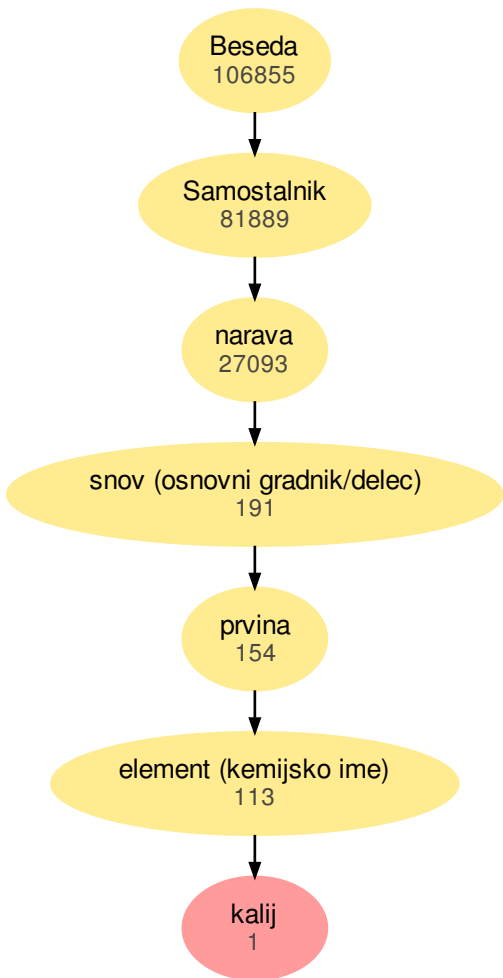 Beseda
106855
Samostalnik
81889
narava
27093
snov (osnovni gradnik/delec)
191
prvina
154
element (kemijsko ime)
113
kalij
1